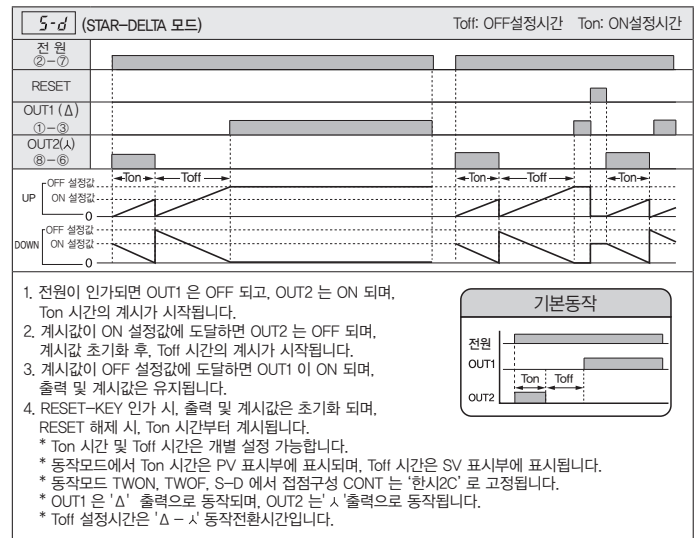 5-d (STAR-DELTA 모드) Toff: OFF설정시간 Ton: ON설정시간
전 원
②-⑦
RESET
OUT1 (Δ)
①-③
OUT2(⅄)
⑧-⑥
Ton Toff Ton Toff Ton
UP
OFF 설정값
ON 설정값
0
DOWN
OFF 설정값
ON 설정값
0
1. 전원이 인가되면 OUT1 은 OFF 되고, OUT2 는 ON 되며,
Ton 시간의 계시가 시작됩니다.
2. 계시값이 ON 설정값에 도달하면 OUT2 는 OFF 되며,
계시값 초기화 후, Toff 시간의 계시가 시작됩니다.
3. 계시값이 OFF 설정값에 도달하면 OUT1 이 ON 되며,
출력 및 계시값은 유지됩니다.
4. RESET-KEY 인가 시, 출력 및 계시값은 초기화 되며,
RESET 해제 시, Ton 시간부터 계시됩니다.
* Ton 시간 및 Toff 시간은 개별 설정 가능합니다.
* 동작모드에서 Ton 시간은 PV 표시부에 표시되며, Toff 시간은 SV 표시부에 표시됩니다.
* 동작모드 TWON, TWOF, S-D 에서 접점구성 CONT 는 ‘한시2C’ 로 고정됩니다.
* OUT1 은 'Δ' 출력으로 동작되며, OUT2 는'⅄'출력으로 동작됩니다.
* Toff 설정시간은 'Δ - ⅄' 동작전환시간입니다.
기본동작
전원
OUT1
Ton Toff
OUT2